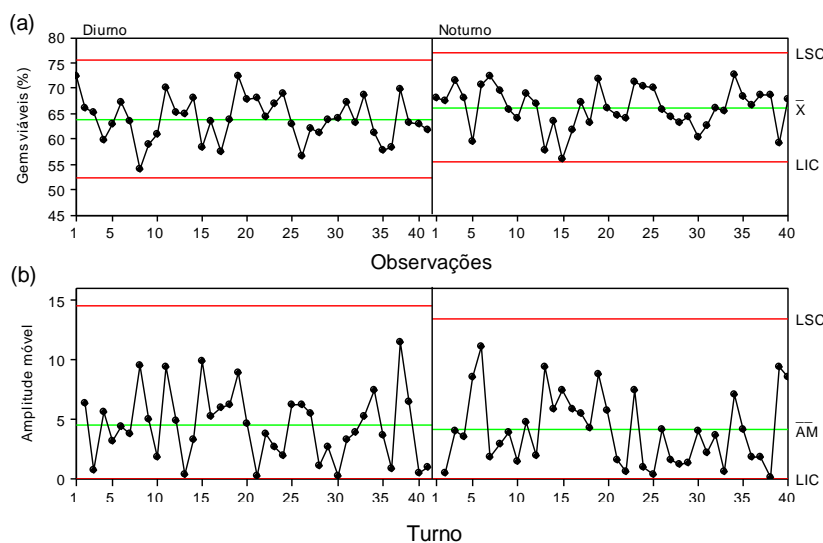 (a)
Diurno
Noturno
Gems viáveis (%)
80
75
70
65
60
55
50
45
LSC
X̅
LIC
1 5 10 15 20 25 30 35 40 1 5 10 15 20 25 30 35 40
Observações
(b)
Amplitude móvel
15
10
5
0
LSC
A̅M̅
LIC
1 5 10 15 20 25 30 35 40 1 5 10 15 20 25 30 35 40
Turno